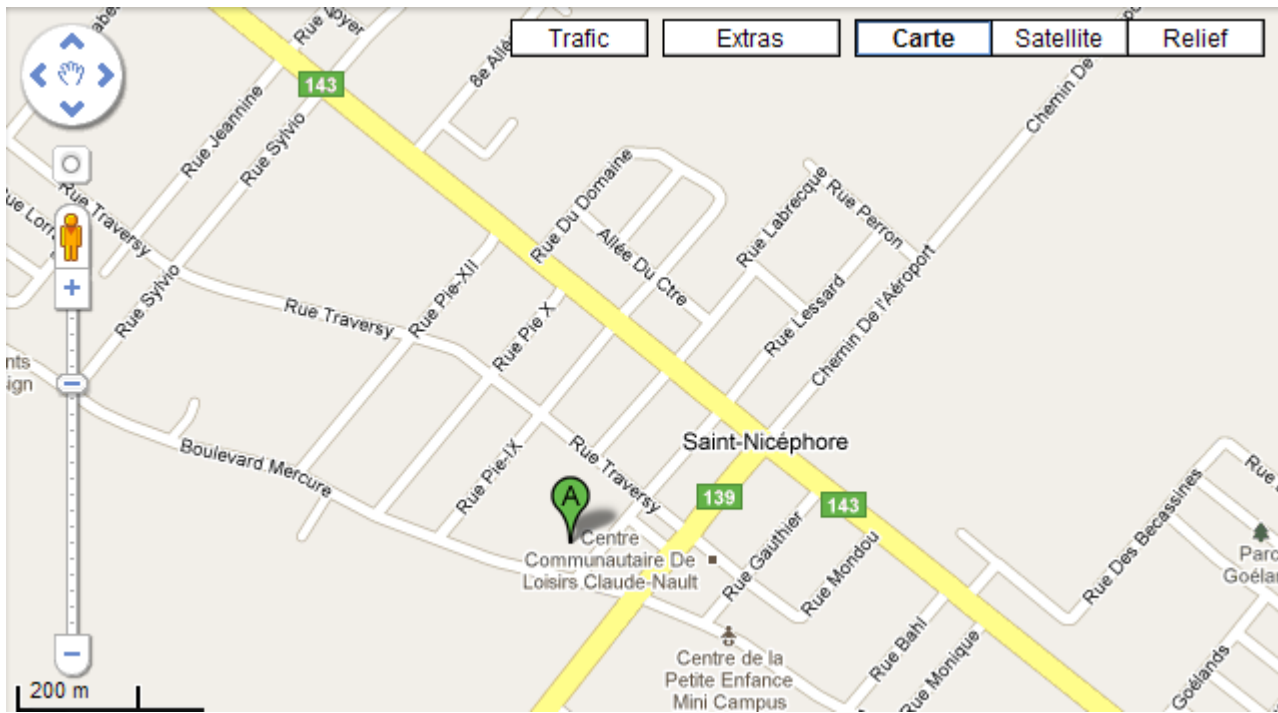 Trafic
Extras
Carte
Satellite
Relief
Rue Noyer
8e Allé
143
Chemin De
Rue Jeannine
Rue Sylvio
Rue Traversy
Rue Du Domaine
Rue Labrecque
Rue Perron
Allée Du Ctre
Rue Sylvio
Rue Traversy
Rue Pie-XII
Rue Pie X
Rue Lessard
Chemin De l'Aéroport
Boulevard Mercure
Rue Pie-IX
Rue Traversy
Saint-Nicéphore
139
143
A
Centre
Communautaire De
Loisirs Claude-Nault
Rue Gauthier
Rue Mondou
Rue Des Becassines
Rue
Parc
Centre de la
Petite Enfance
Mini Campus
Rue Bahl
Rue Monique
Goélands
200 m